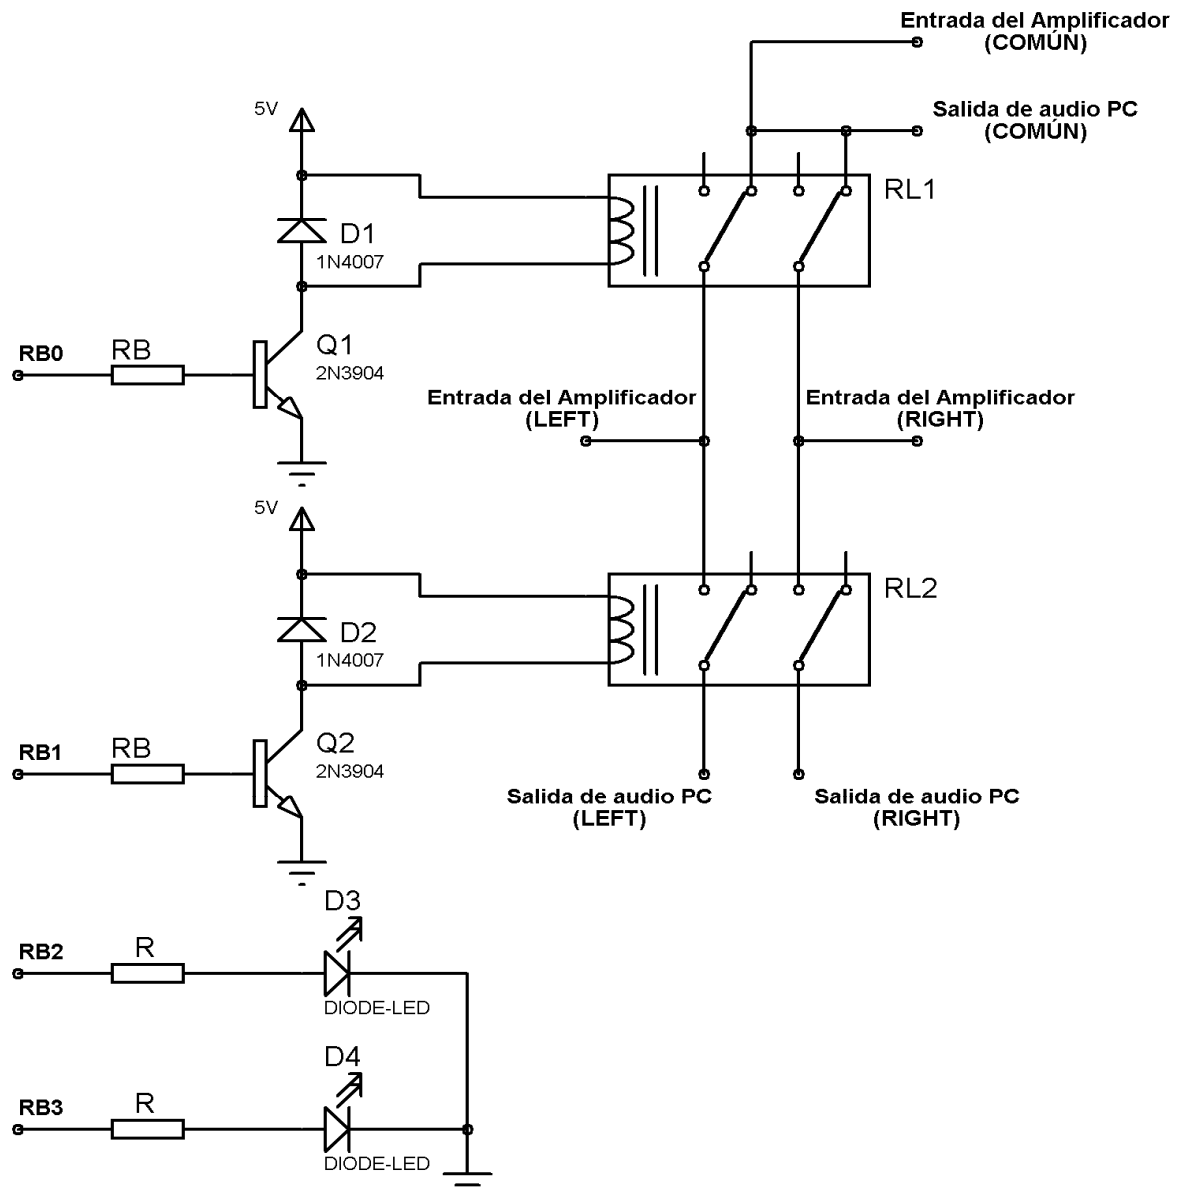 Entrada del Amplificador
(COMÚN)
5V
Salida de audio PC
(COMÚN)
RL1
D1
1N4007
RB0
RB
Q1
2N3904
Entrada del Amplificador
(LEFT)
Entrada del Amplificador
(RIGHT)
5V
RL2
D2
1N4007
RB1
RB
Q2
2N3904
Salida de audio PC
(LEFT)
Salida de audio PC
(RIGHT)
D3
RB2
R
DIODE-LED
D4
RB3
R
DIODE-LED